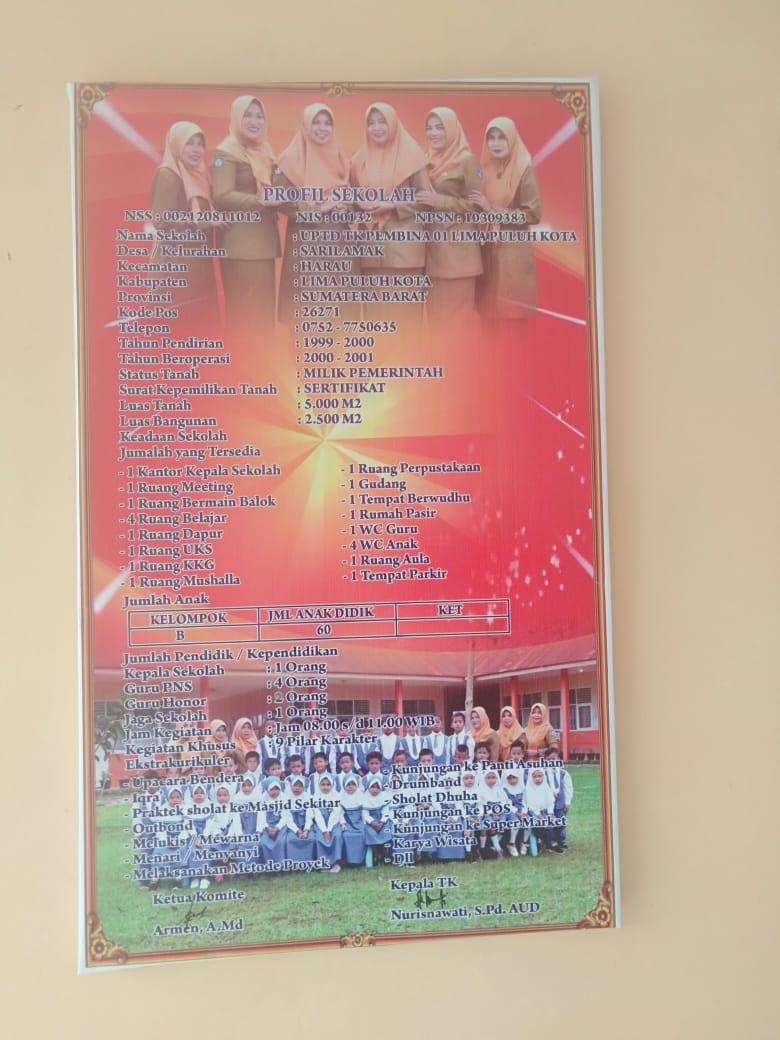 PROFIL SEKOLAH
NSS : 002120811012 NIS : 00132 NPSN : 10309383
Nama Sekolah : UPTD TK PEMBINA 01 LIMA PULUH KOTA
Desa / Kelurahan : SARILAMAK
Kecamatan : HARAU
Kabupaten : LIMA PULUH KOTA
Provinsi : SUMATERA BARAT
Kode Pos : 26271
Telepon : 0752 - 7750635
Tahun Pendirian : 1999 - 2000
Tahun Beroperasi : 2000 - 2001
Status Tanah : MILIK PEMERINTAH
Surat Kepemilikan Tanah : SERTIFIKAT
Luas Tanah : 5.000 M2
Luas Bangunan : 2.500 M2
Keadaan Sekolah
Jumalah yang Tersedia
- 1 Kantor Kepala Sekolah
- 1 Ruang Meeting
- 1 Ruang Bermain Balok
- 4 Ruang Belajar
- 1 Ruang Dapur
- 1 Ruang UKS
- 1 Ruang KKG
- 1 Ruang Mushalla
- 1 Ruang Perpustakaan
- 1 Gudang
- 1 Tempat Berwudhu
- 1 Rumah Pasir
- 1 WC Guru
- 4 WC Anak
- 1 Ruang Aula
- 1 Tempat Parkir
Jumlah Anak
KELOMPOK JML ANAK DIDIK KET
B 60
Jumlah Pendidik / Kependidikan
Kepala Sekolah : 1 Orang
Guru PNS : 4 Orang
Guru Honor : 2 Orang
Jaga Sekolah : 1 Orang
Jam Kegiatan : Jam 08.00 s/d 11.00 WIB
Kegiatan Khusus : 9 Pilar Karakter
Ekstrakurikuler
- Upacara Bendera
- Iqra
- Praktek sholat ke Masjid Sekitar
- Outbond
- Melukis / Mewarna
- Menari / Menyanyi
- Melaksanakan Metode Proyek
- Kunjungan ke Panti Asuhan
- Drumband
- Sholat Dhuha
- Kunjungan ke POS
- Kunjungan ke Super Market
- Karya Wisata
- Dll
Ketua Komite
Armen, A.Md
Kepala TK
Nurisnawati, S.Pd. AUD